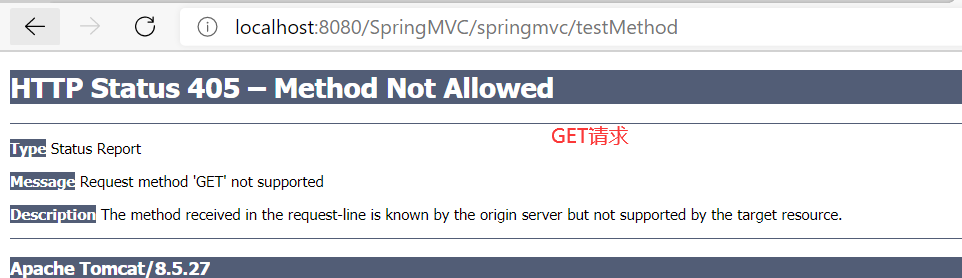 localhost:8080/SpringMVC/springmvc/testMethod
HTTP Status 405 – Method Not Allowed
GET请求
Type Status Report
Message Request method 'GET' not supported
Description The method received in the request-line is known by the origin server but not supported by the target resource.
Apache Tomcat/8.5.27